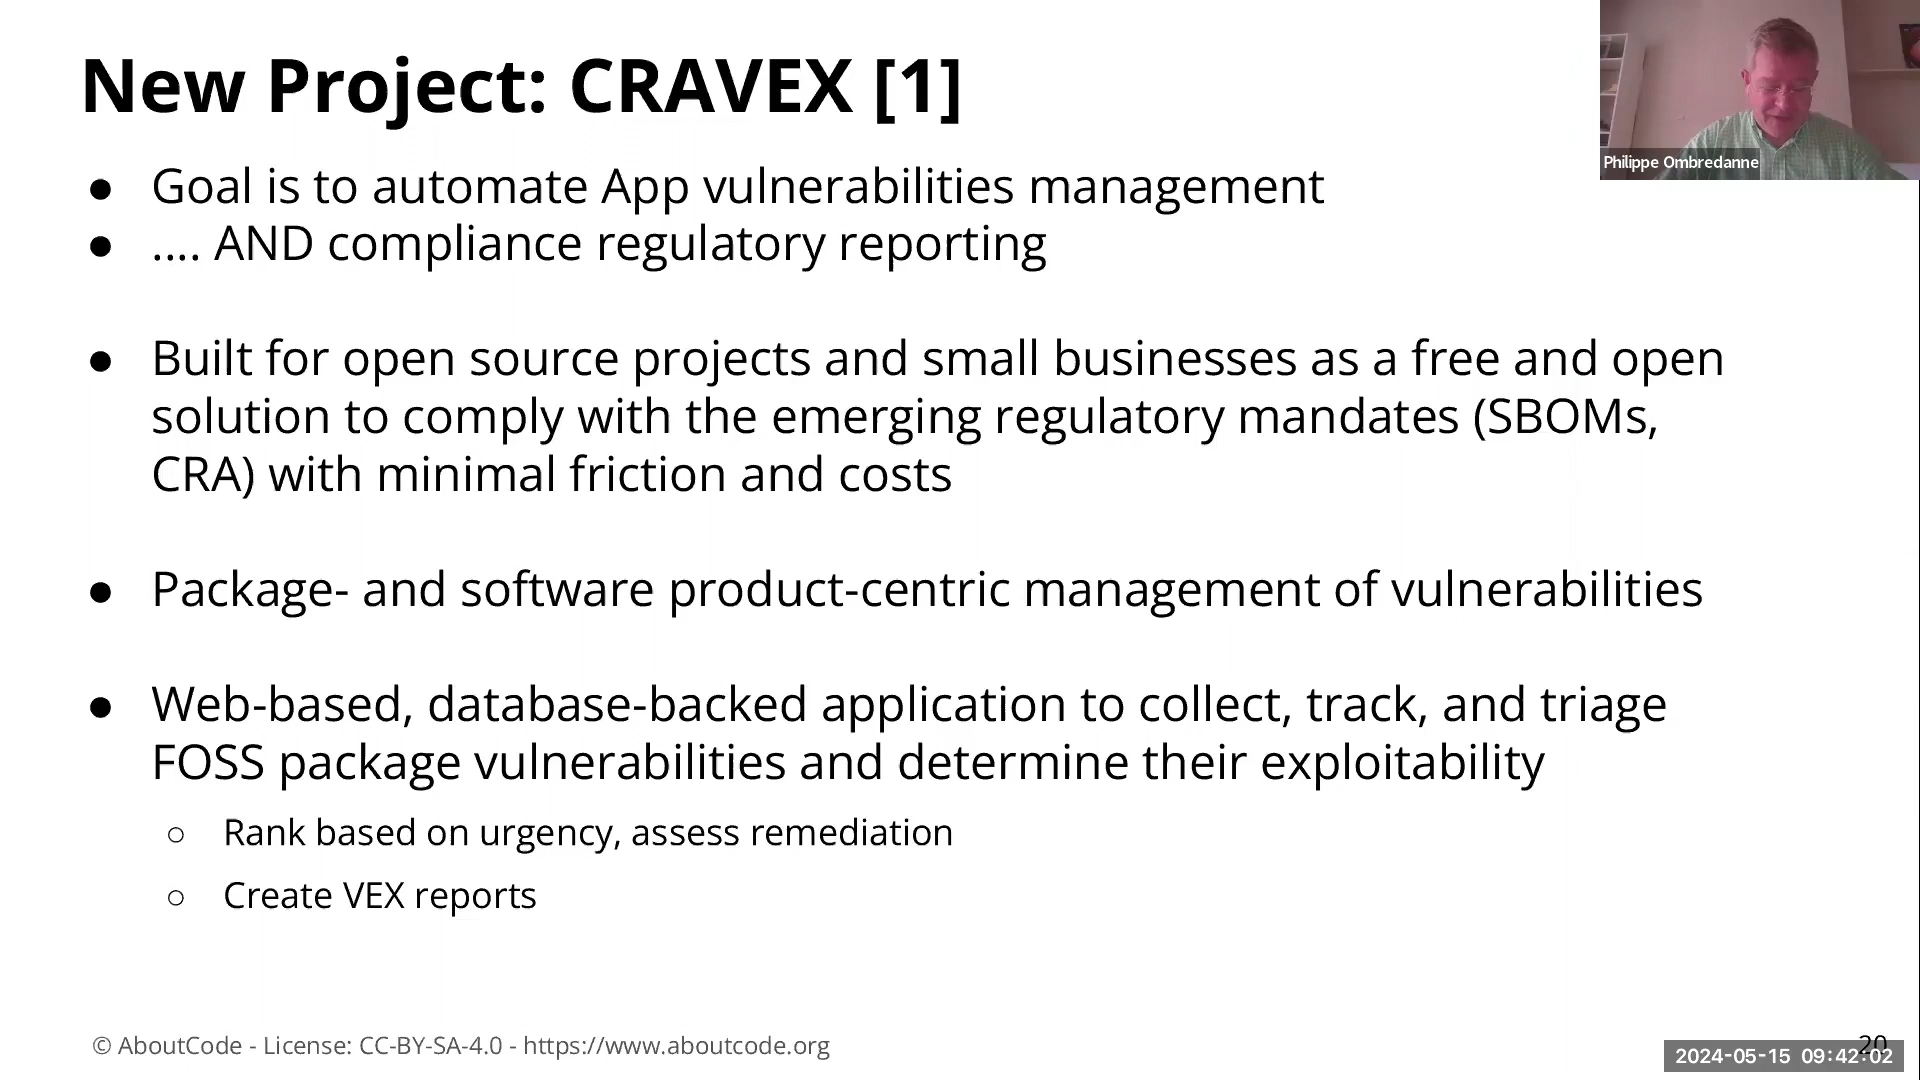 New Project: CRAVEX [1]
Philippe Ombredanne
● Goal is to automate App vulnerabilities management
● .... AND compliance regulatory reporting
● Built for open source projects and small businesses as a free and open
solution to comply with the emerging regulatory mandates (SBOMs,
CRA) with minimal friction and costs
● Package- and software product-centric management of vulnerabilities
● Web-based, database-backed application to collect, track, and triage
FOSS package vulnerabilities and determine their exploitability
○ Rank based on urgency, assess remediation
○ Create VEX reports
© AboutCode - License: CC-BY-SA-4.0 - https://www.aboutcode.org
20
2024-05-15 09:42:02